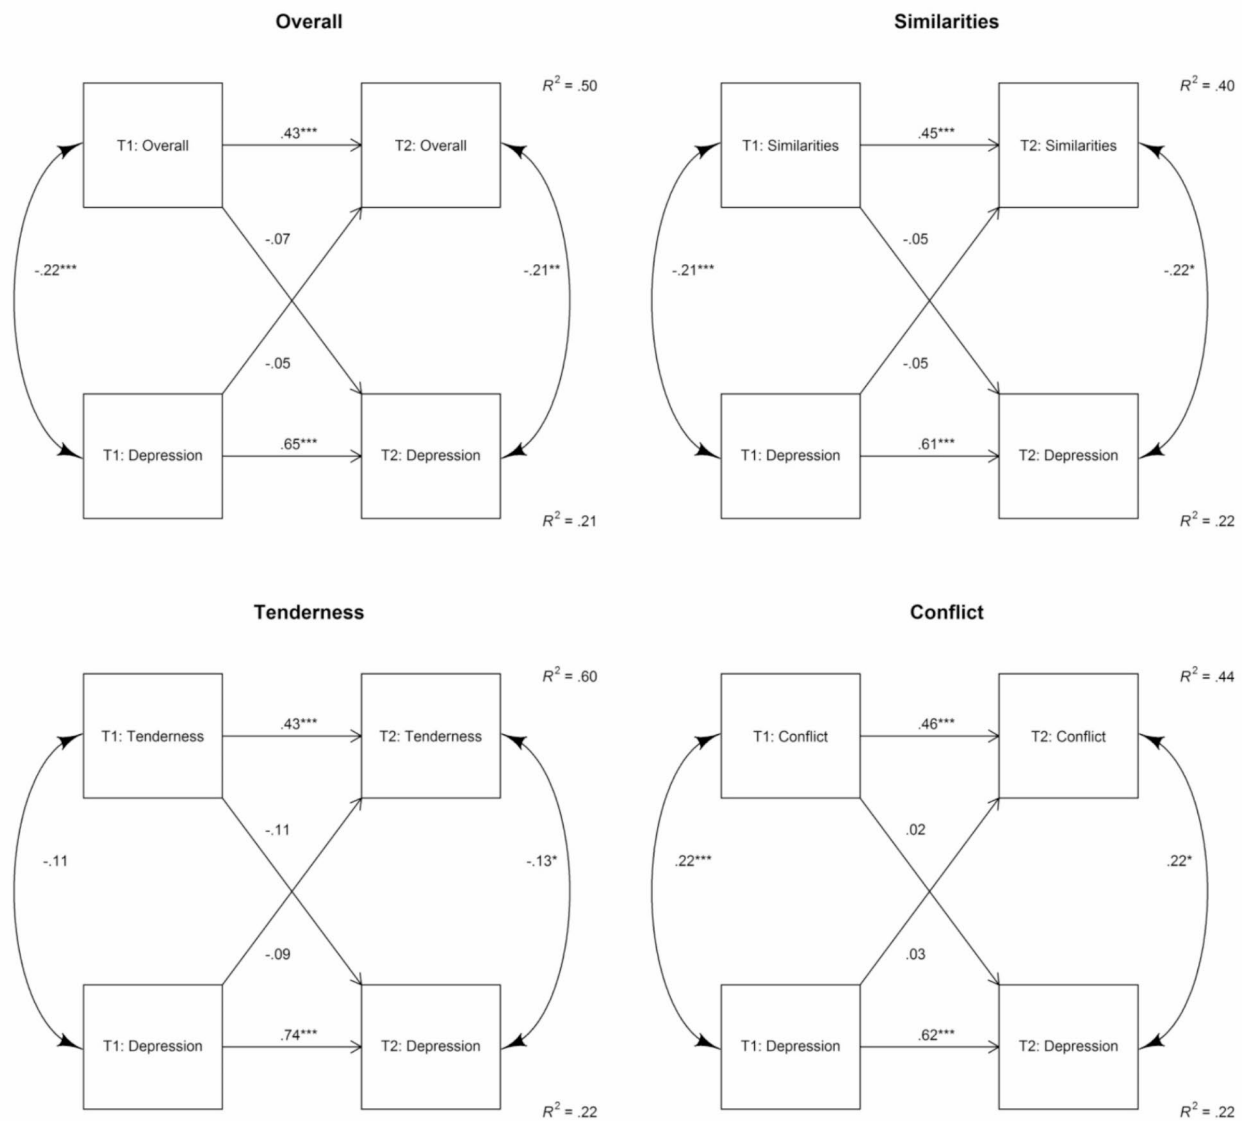 Overall
R² = .50
T1: Overall
.43***
T2: Overall
-.07
-.22***
-.21**
-.05
T1: Depression
.65***
T2: Depression
R² = .21
Similarities
R² = .40
T1: Similarities
.45***
T2: Similarities
-.05
-.21***
-.22*
-.05
T1: Depression
.61***
T2: Depression
R² = .22
Tenderness
R² = .60
T1: Tenderness
.43***
T2: Tenderness
-.11
-.11
-.13*
-.09
T1: Depression
.74***
T2: Depression
R² = .22
Conflict
R² = .44
T1: Conflict
.46***
T2: Conflict
.02
.22***
.22*
.03
T1: Depression
.62***
T2: Depression
R² = .22